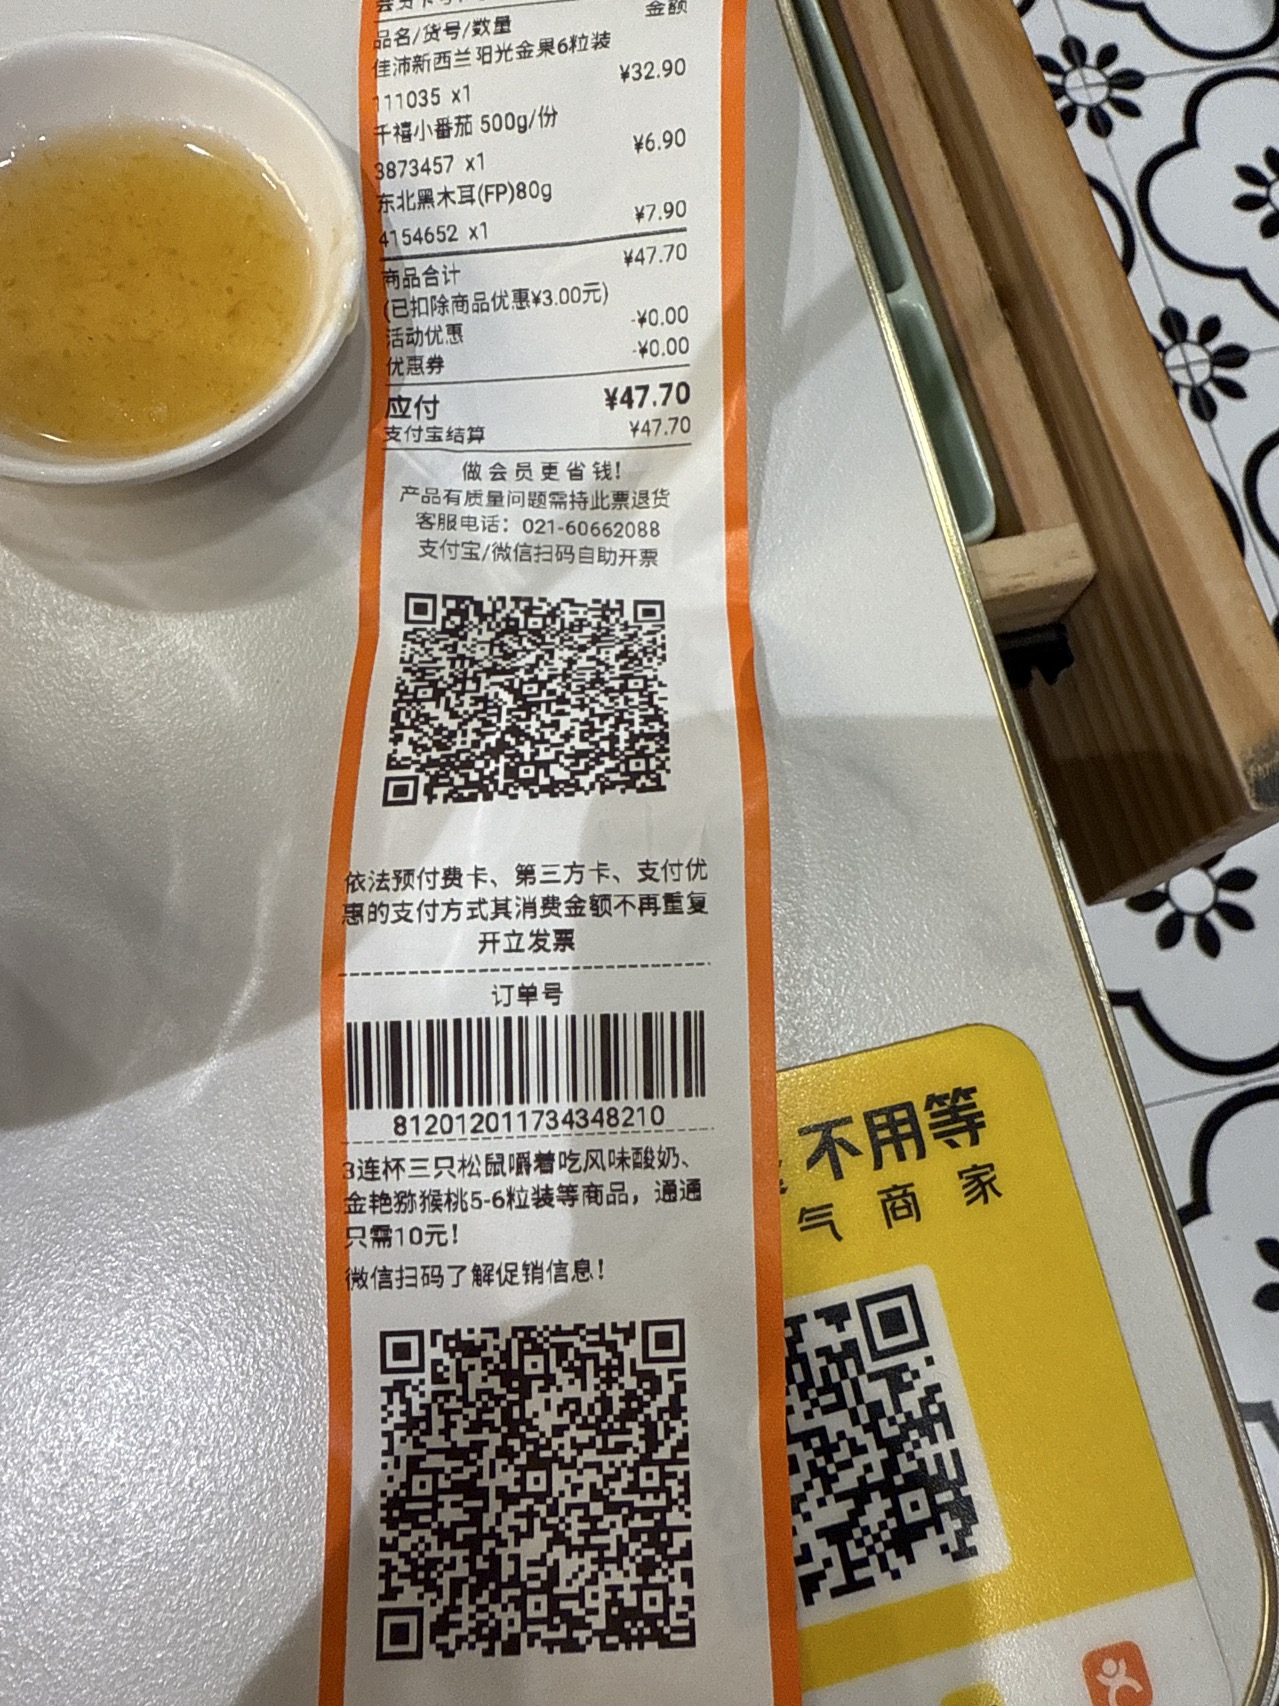 金额
品名/货号/数量
佳沛新西兰阳光金果6粒装
¥32.90
111035 x1
千禧小番茄 500g/份
¥6.90
3873457 x1
东北黑木耳(FP)80g
¥7.90
4154652 x1
¥47.70
商品合计
(已扣除商品优惠¥3.00元)
活动优惠 -¥0.00
优惠券 -¥0.00
应付 ¥47.70
支付宝结算 ¥47.70
做会员更省钱!
产品有质量问题需持此票退货
客服电话: 021-60662088
支付宝/微信扫码自助开票
依法预付费卡、第三方卡、支付优
惠的支付方式其消费金额不再重复
开立发票
订单号
812012011734348210
3连杯三只松鼠嚼着吃风味酸奶、
金艳猕猴桃5-6粒装等商品，通通
只需10元!
微信扫码了解促销信息!
不用等
气商家